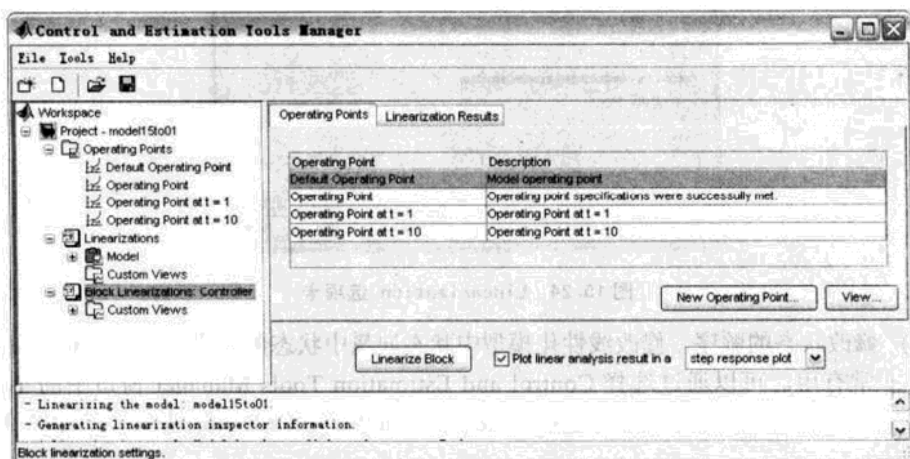 Control and Estimation Tools Manager
File Tools Help
Workspace
Project - model15to01
Operating Points
Default Operating Point
Operating Point
Operating Point at t = 1
Operating Point at t = 10
Linearizations
Model
Custom Views
Block Linearizations: Controller
Custom Views
Operating Points Linearization Results
Operating Point Description
Default Operating Point Model operating point
Operating Point Operating point specifications were successully met.
Operating Point at t = 1 Operating Point at t = 1
Operating Point at t = 10 Operating Point at t = 10
New Operating Point... View...
Linearize Block Plot linear analysis result in a step response plot
- Linearizing the model: model15to01.
- Generating linearization inspector information.
Block linearization settings.